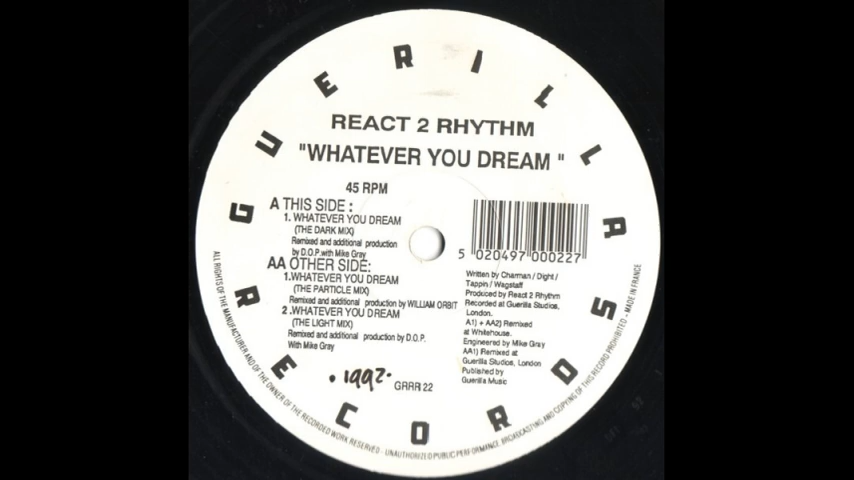 GUERILLA RECORDS
REACT 2 RHYTHM
"WHATEVER YOU DREAM "
45 RPM
A THIS SIDE :
1. WHATEVER YOU DREAM
(THE DARK MIX)
Remixed and additional production
by D.O.P. with Mike Gray
AA OTHER SIDE:
1.WHATEVER YOU DREAM
(THE PARTICLE MIX)
Remixed and additional production by WILLIAM ORBIT
2 .WHATEVER YOU DREAM
(THE LIGHT MIX)
Remixed and additional production by D.O.P.
With Mike Gray
5 020497 000227
Written by Charman / Dight /
Tappin / Wagstaff
Produced by React 2 Rhythm
Recorded at Guerilla Studios,
London.
A1) + AA2) Remixed
at Whitehouse.
Engineered by Mike Gray
AA1) Remixed at
Guerilla Studios, London
Published by
Guerilla Music
. 1992.
GRRR 22
ALL RIGHTS OF THE MANUFACTURER AND OF THE OWNER OF THE RECORDED WORK RESERVED - UNAUTHORIZED PUBLIC PERFORMANCE, BROADCASTING AND COPYING OF THIS RECORD PROHIBITED - MADE IN FRANCE